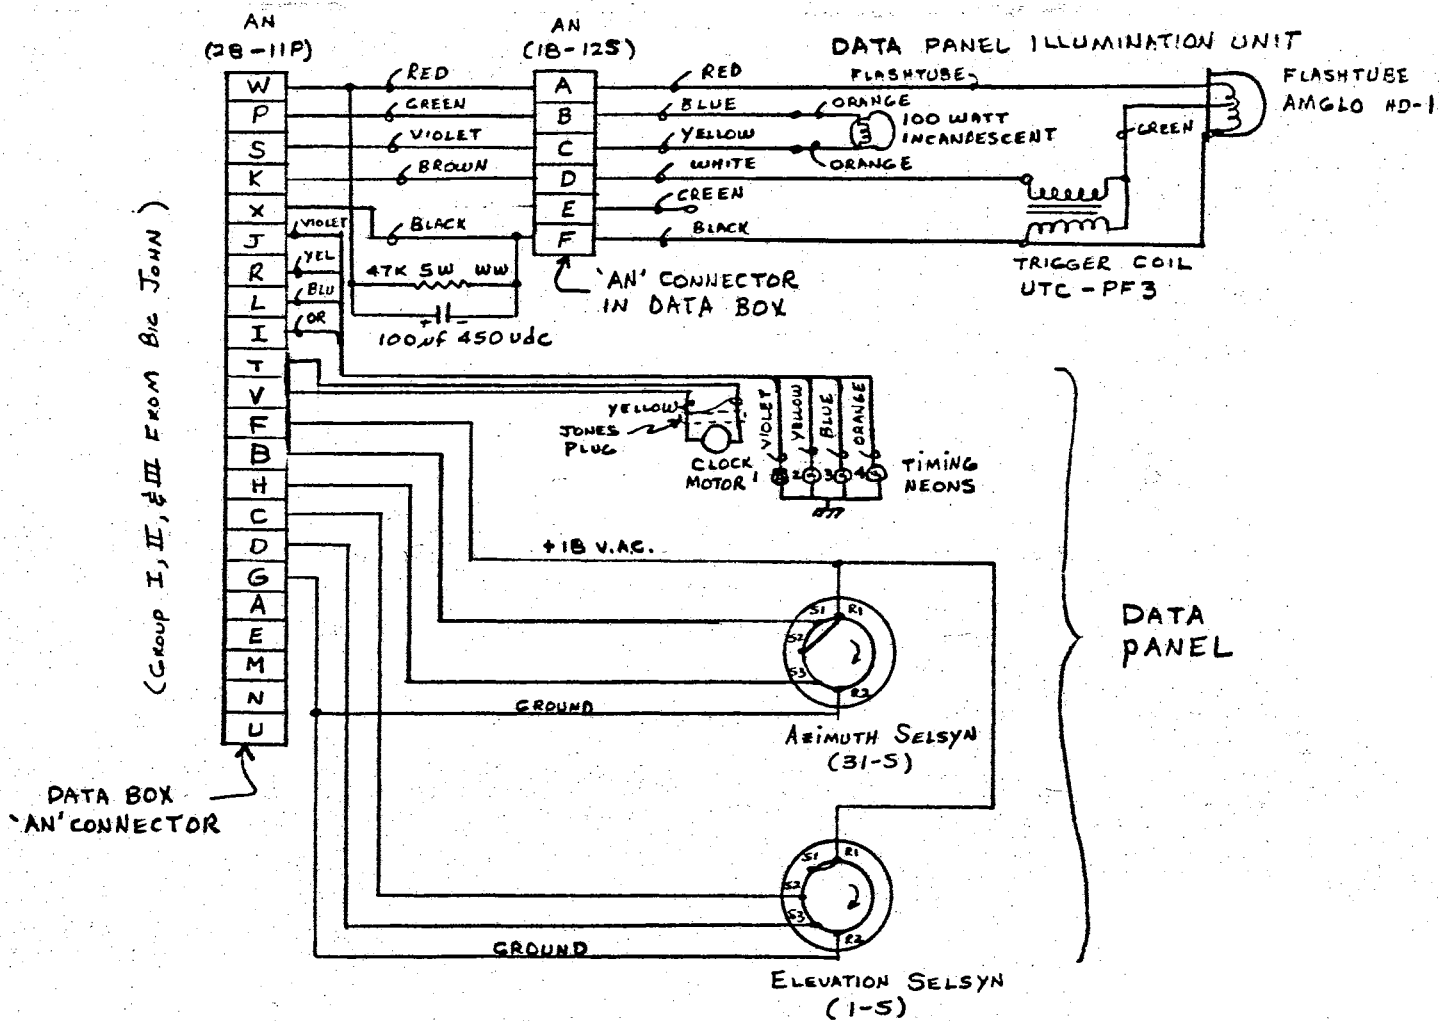 AN
(28-11P)
AN
(18-12S)
DATA PANEL ILLUMINATION UNIT
W
P
S
K
X
J
R
L
I
T
V
F
B
H
C
D
G
A
E
M
N
U
RED
GREEN
VIOLET
BROWN
BLACK
VIOLET
YEL
BLU
OR
47K 5W WW
+ -
100µf 450 vdc
A
B
C
D
E
F
'AN' CONNECTOR
IN DATA BOX
RED
FLASHTUBE
BLUE
ORANGE
YELLOW
ORANGE
WHITE
GREEN
BLACK
100 WATT
INCANDESCENT
GREEN
FLASHTUBE
AMGLO HD-1
TRIGGER COIL
UTC-PF3
(GROUP I, II, & III FROM BIG JOHN)
YELLOW
JONES
PLUG
CLOCK
MOTOR
VIOLET
YELLOW
BLUE
ORANGE
1
2
3
4
TIMING
NEONS
+18 V.A.C.
S1
R1
S2
S3
R2
GROUND
AZIMUTH SELSYN
(31-S)
DATA
PANEL
DATA BOX
'AN' CONNECTOR
S1
R1
S2
S3
R2
GROUND
ELEVATION SELSYN
(1-S)